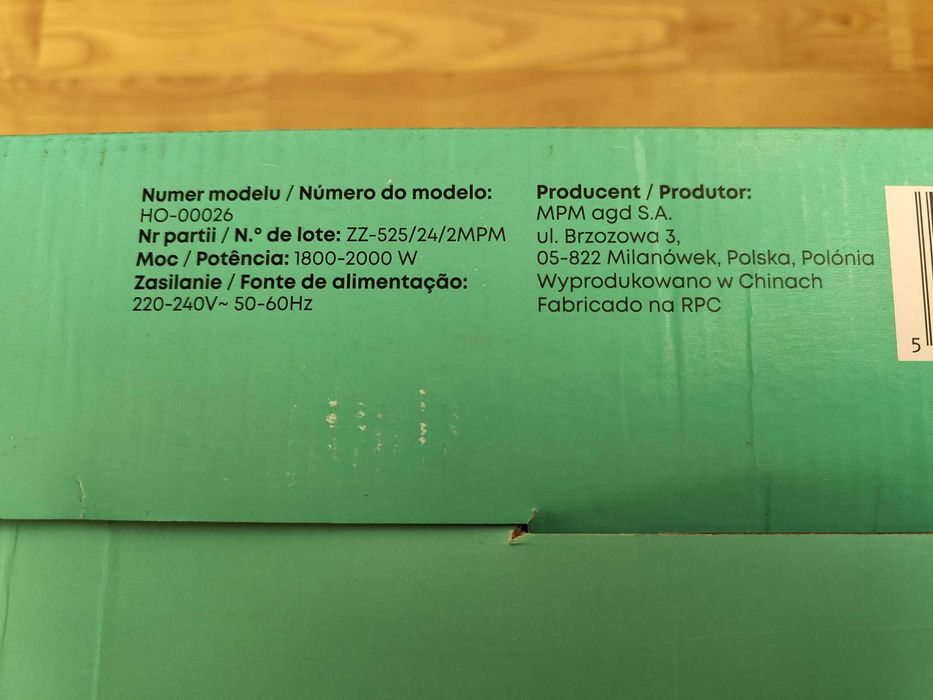 Numer modelu / Número do modelo:
HO-00026
Nr partii / N.º de lote: ZZ-525/24/2MPM
Moc / Potência: 1800-2000 W
Zasilanie / Fonte de alimentação:
220-240V~ 50-60Hz
Producent / Produtor:
MPM agd S.A.
ul. Brzozowa 3,
05-822 Milanówek, Polska, Polónia
Wyprodukowano w Chinach
Fabricado na RPC
5